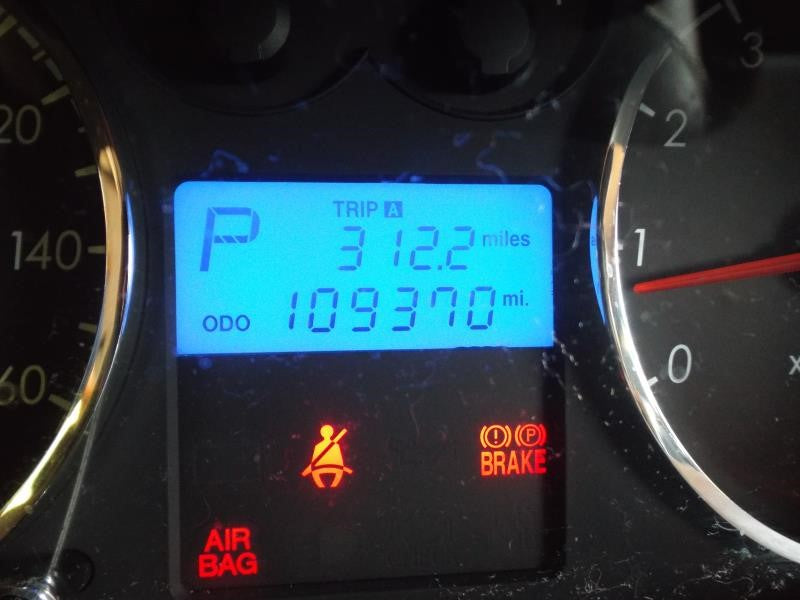 3
20
2
TRIP A
P
312.2 miles
140
1
ODO 109370 mi.
0
60
x
BRAKE
AIR
BAG